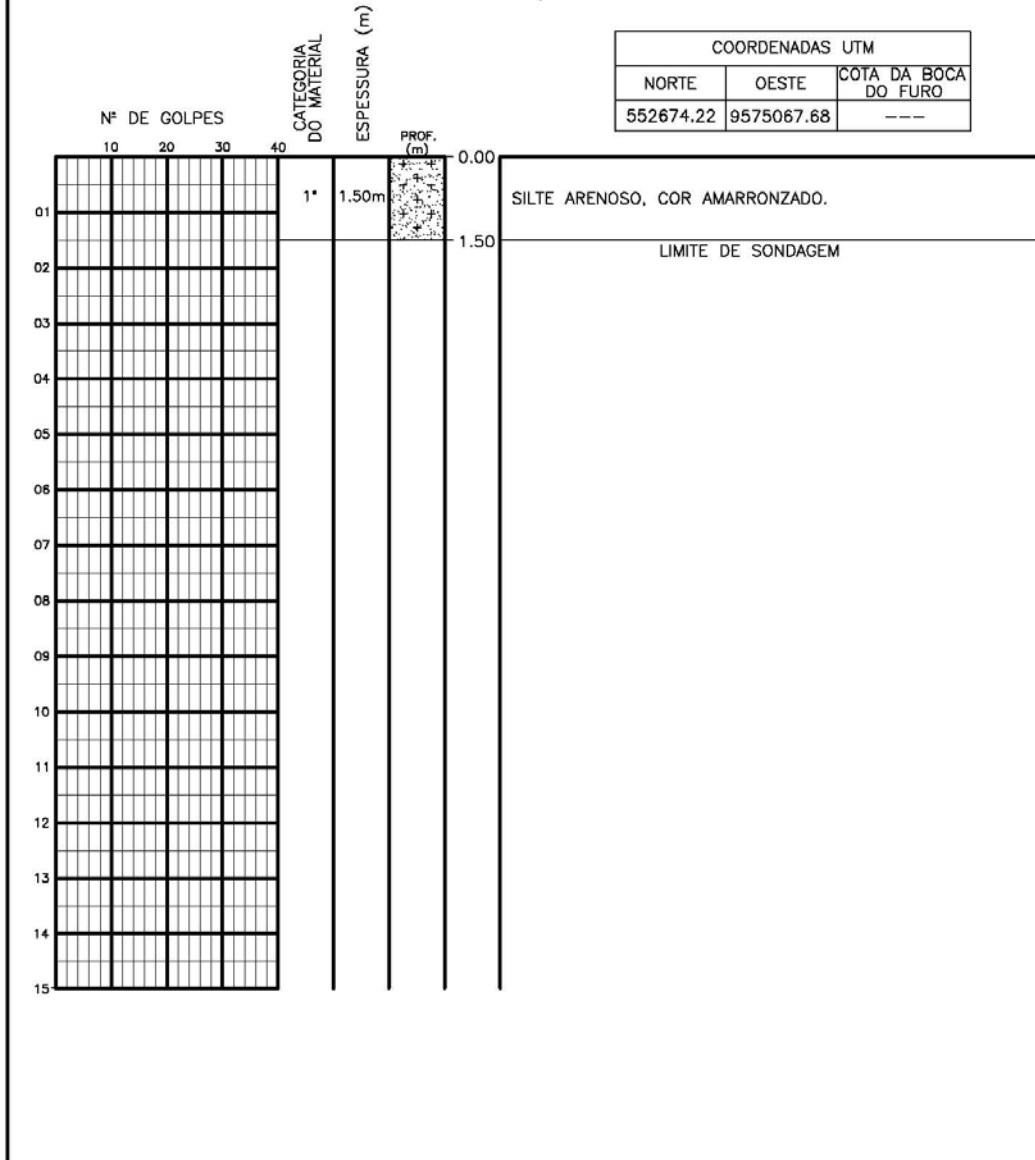 COORDENADAS UTM
NORTE OESTE COTA DA BOCA DO FURO
552674.22 9575067.68 ---
Nº DE GOLPES
CATEGORIA DO MATERIAL
ESPESSURA (m)
PROF. (m)
10 20 30 40
0.00
1ª 1.50m
SILTE ARENOSO, COR AMARRONZADO.
1.50
LIMITE DE SONDAGEM
01
02
03
04
05
06
07
08
09
10
11
12
13
14
15